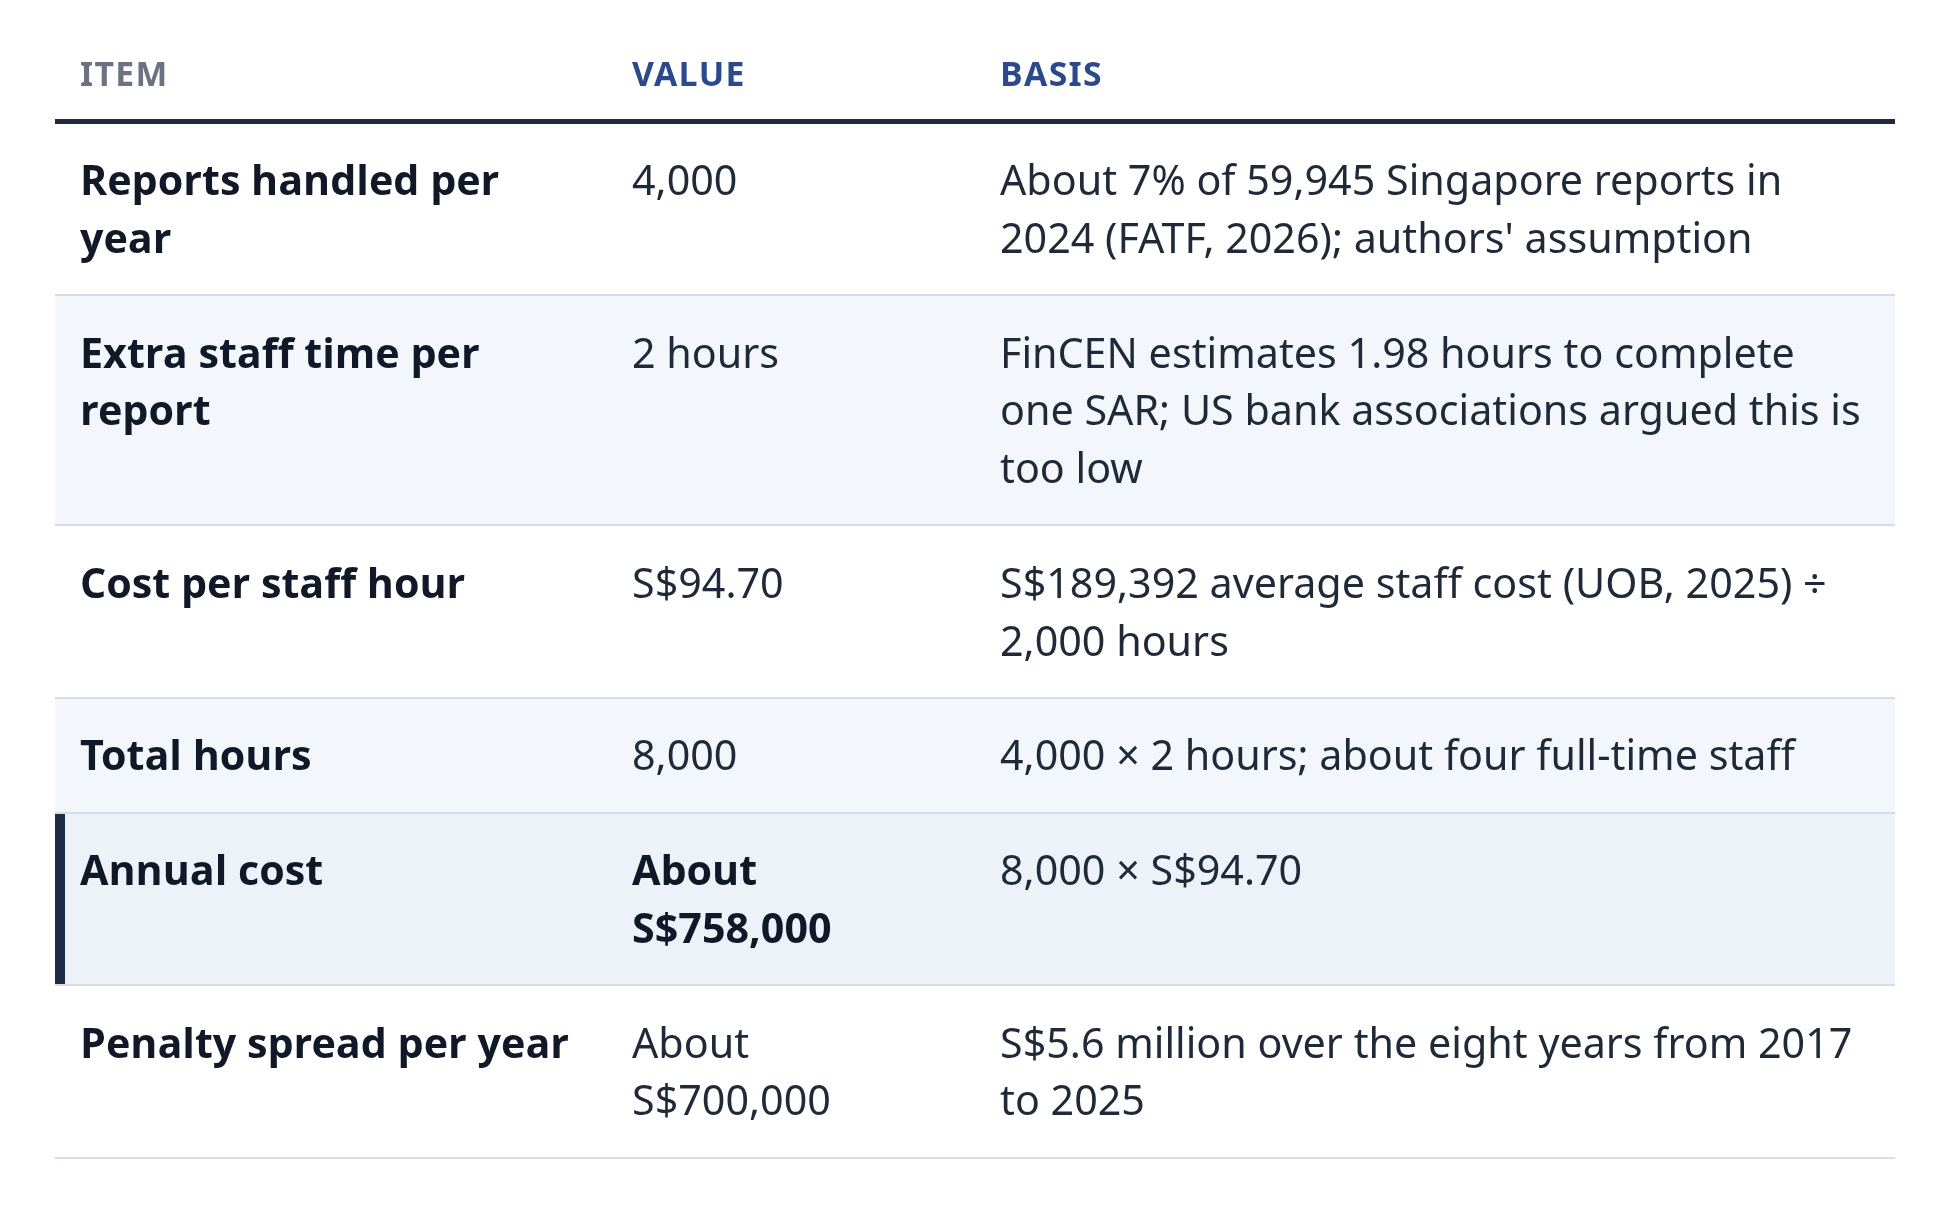 ITEM VALUE BASIS
Reports handled per 4,000 About 7% of 59,945 Singapore reports in
year 2024 (FATF, 2026); authors' assumption
Extra staff time per 2 hours FinCEN estimates 1.98 hours to complete
report one SAR; US bank associations argued this is
too low
Cost per staff hour S$94.70 S$189,392 average staff cost (UOB, 2025) ÷
2,000 hours
Total hours 8,000 4,000 × 2 hours; about four full-time staff
Annual cost About 8,000 × S$94.70
S$758,000
Penalty spread per year About S$5.6 million over the eight years from 2017
S$700,000 to 2025